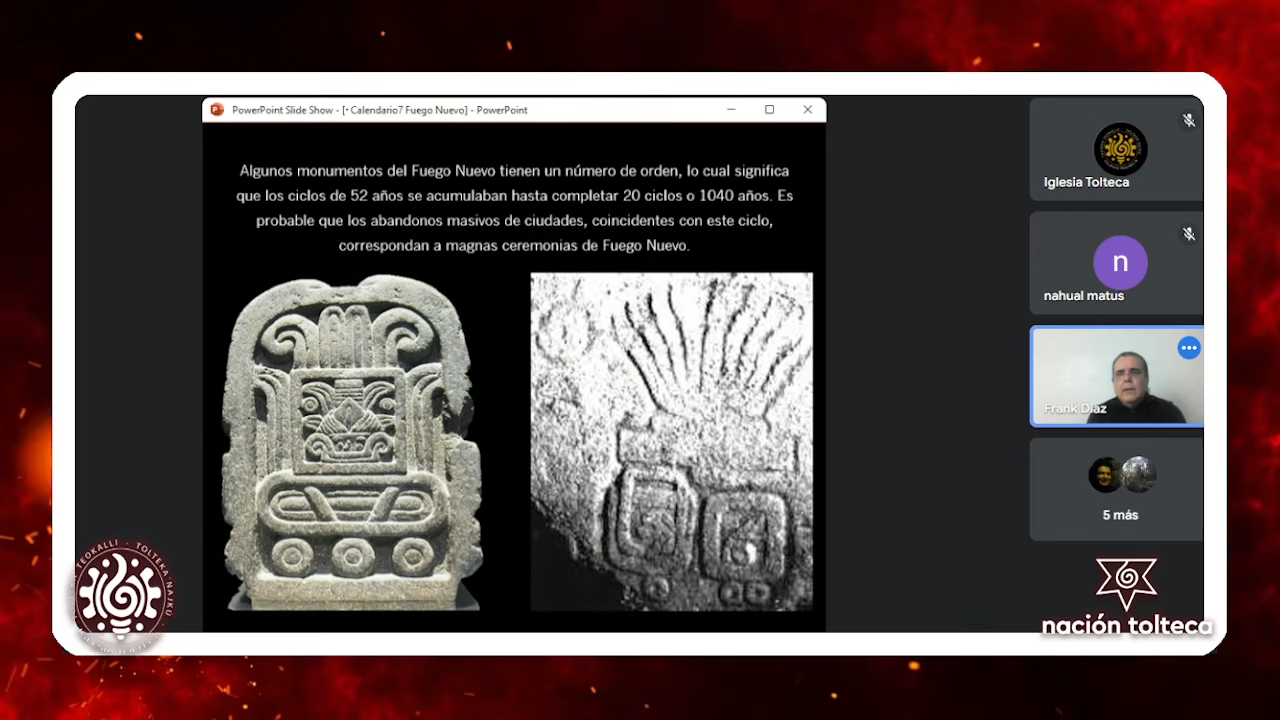 PowerPoint Slide Show - [• Calendario7 Fuego Nuevo] - PowerPoint
Algunos monumentos del Fuego Nuevo tienen un número de orden, lo cual significa
que los ciclos de 52 años se acumulaban hasta completar 20 ciclos o 1040 años. Es
probable que los abandonos masivos de ciudades, coincidentes con este ciclo,
correspondan a magnas ceremonias de Fuego Nuevo.
Iglesia Tolteca
n
nahual matus
Frank Díaz
5 más
TEOKALLI · TOLTEKA · NAJKU
nación tolteca